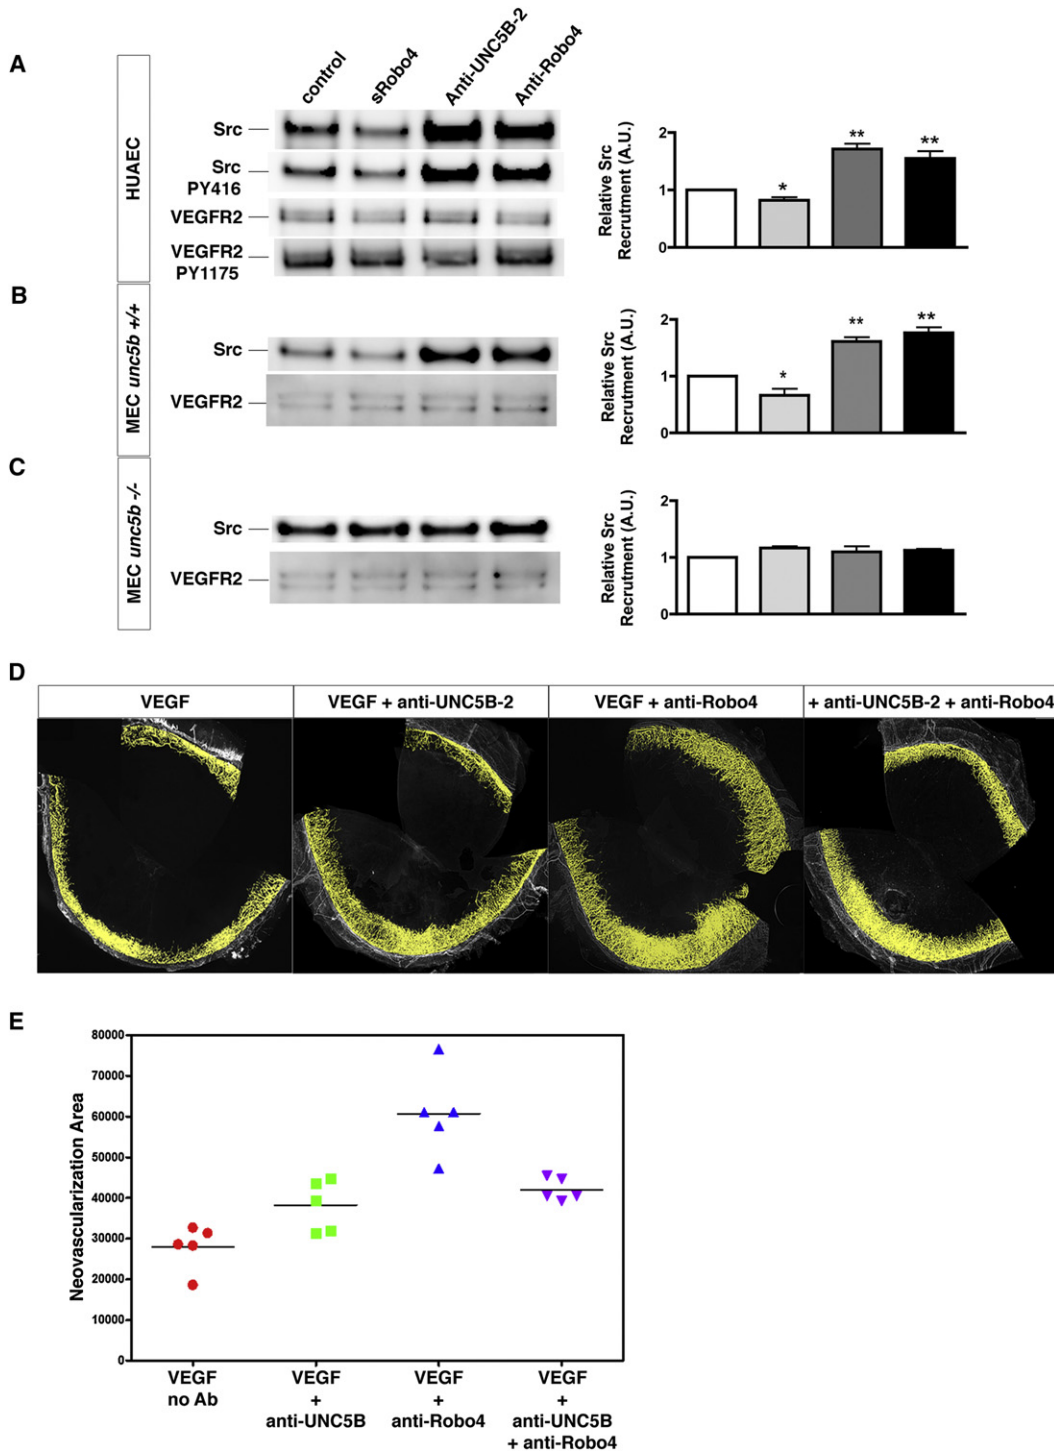 A
HUAEC
control
sRobo4
Anti-UNC5B-2
Anti-Robo4
Src
Src
PY416
VEGFR2
VEGFR2
PY1175
Relative Src
Recrutment (A.U.)
2
1
0
*
**
**
B
MEC unc5b +/+
Src
VEGFR2
Relative Src
Recrutment (A.U.)
2
1
0
*
**
**
C
MEC unc5b -/-
Src
VEGFR2
Relative Src
Recrutment (A.U.)
2
1
0
D
VEGF
VEGF + anti-UNC5B-2
VEGF + anti-Robo4
+ anti-UNC5B-2 + anti-Robo4
E
Neovascularization Area
80000
70000
60000
50000
40000
30000
20000
10000
0
VEGF
no Ab
VEGF
+
anti-UNC5B
VEGF
+
anti-Robo4
VEGF
+
anti-UNC5B
+ anti-Robo4